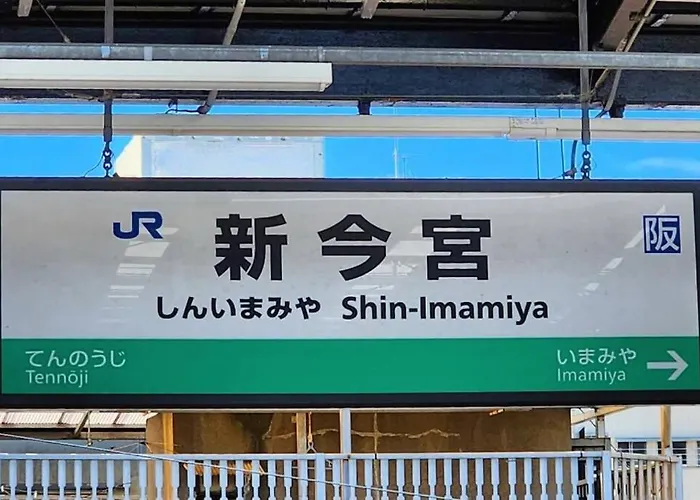 JR 新今宮 阪
しんいまみや Shin-Imamiya
てんのうじ いまみや
Tennōji Imamiya